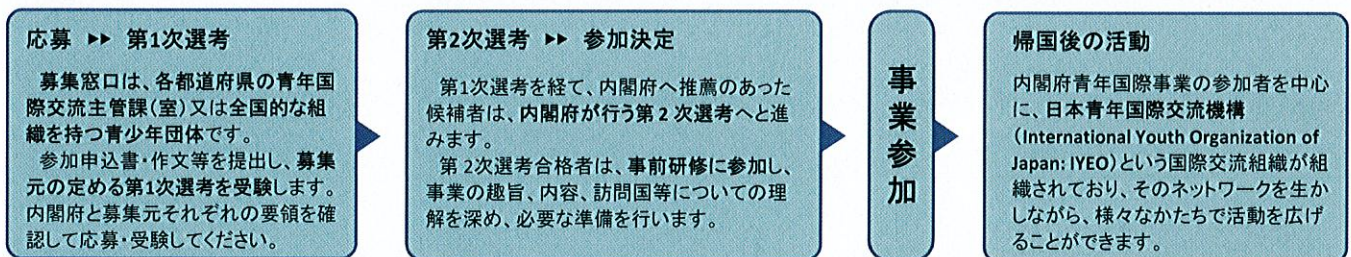 応募 ▶▶ 第1次選考
募集窓口は、各都道府県の青年国
際交流主管課(室)又は全国的な組
織を持つ青少年団体です。
参加申込書・作文等を提出し、募集
元の定める第1次選考を受験します。
内閣府と募集元それぞれの要領を確
認して応募・受験してください。
第2次選考 ▶▶ 参加決定
第1次選考を経て、内閣府へ推薦のあった
候補者は、内閣府が行う第2次選考へと進
みます。
第2次選考合格者は、事前研修に参加し、
事業の趣旨、内容、訪問国等についての理
解を深め、必要な準備を行います。
事業参加
帰国後の活動
内閣府青年国際事業の参加者を中心
に、日本青年国際交流機構
(International Youth Organization of
Japan: IYEO)という国際交流組織が組
織されており、そのネットワークを生か
しながら、様々なかたちで活動を広げ
ることができます。